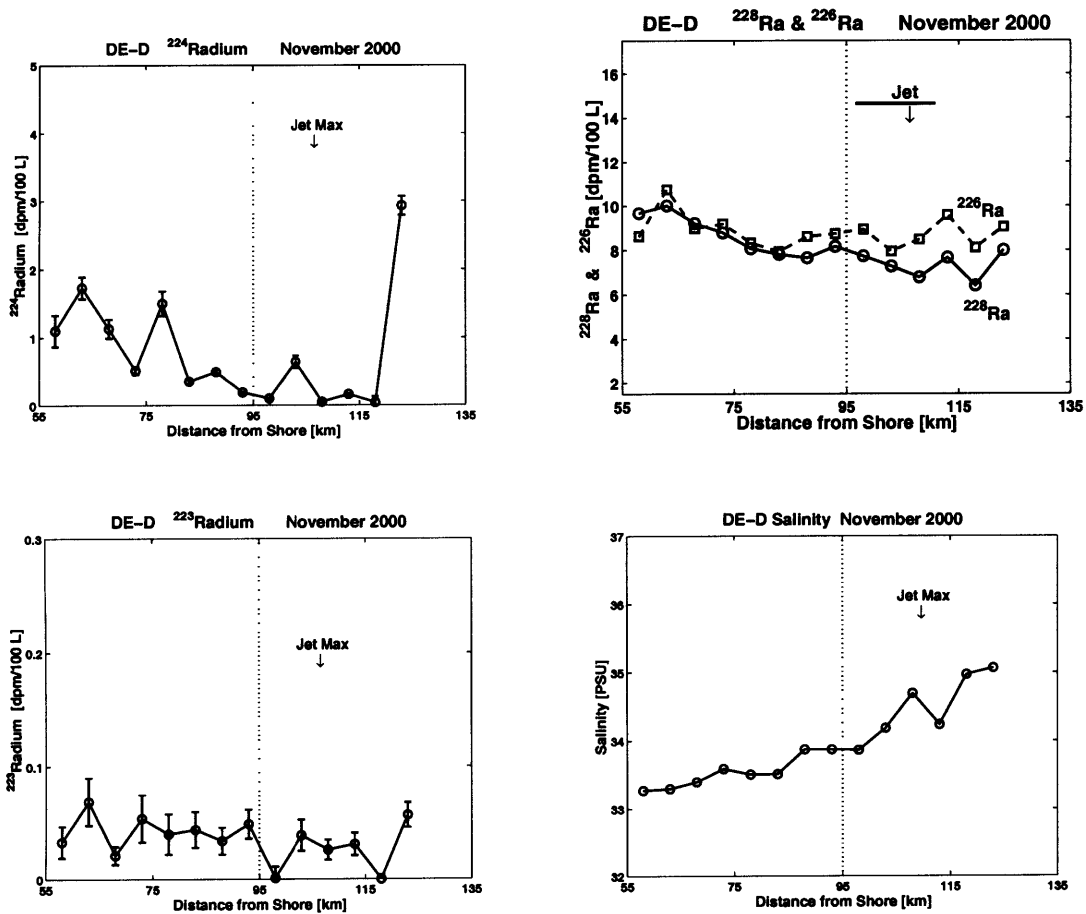 DE-D 224Radium November 2000
5
4
3
2
1
0
224Radium [dpm/100 L]
Jet Max
↓
55 75 95 115 135
Distance from Shore [km]
DE-D 228Ra & 226Ra November 2000
16
14
12
10
8
6
4
2
228Ra & 226Ra [dpm/100 L]
Jet
↓
226Ra
228Ra
55 75 95 115 135
Distance from Shore [km]
DE-D 223Radium November 2000
0.3
0.2
0.1
0
223Radium [dpm/100 L]
Jet Max
↓
55 75 95 115 135
Distance from Shore [km]
DE-D Salinity November 2000
37
36
35
34
33
32
Salinity [PSU]
Jet Max
↓
55 75 95 115 135
Distance from Shore [km]